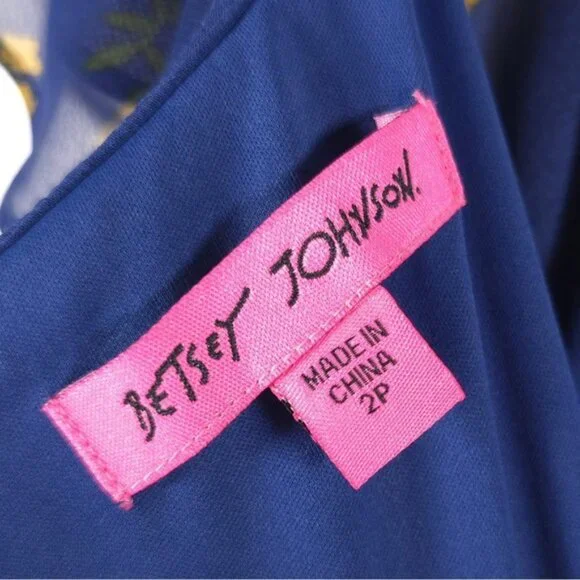 BETSEY JOHNSON.
MADE IN
CHINA
2P